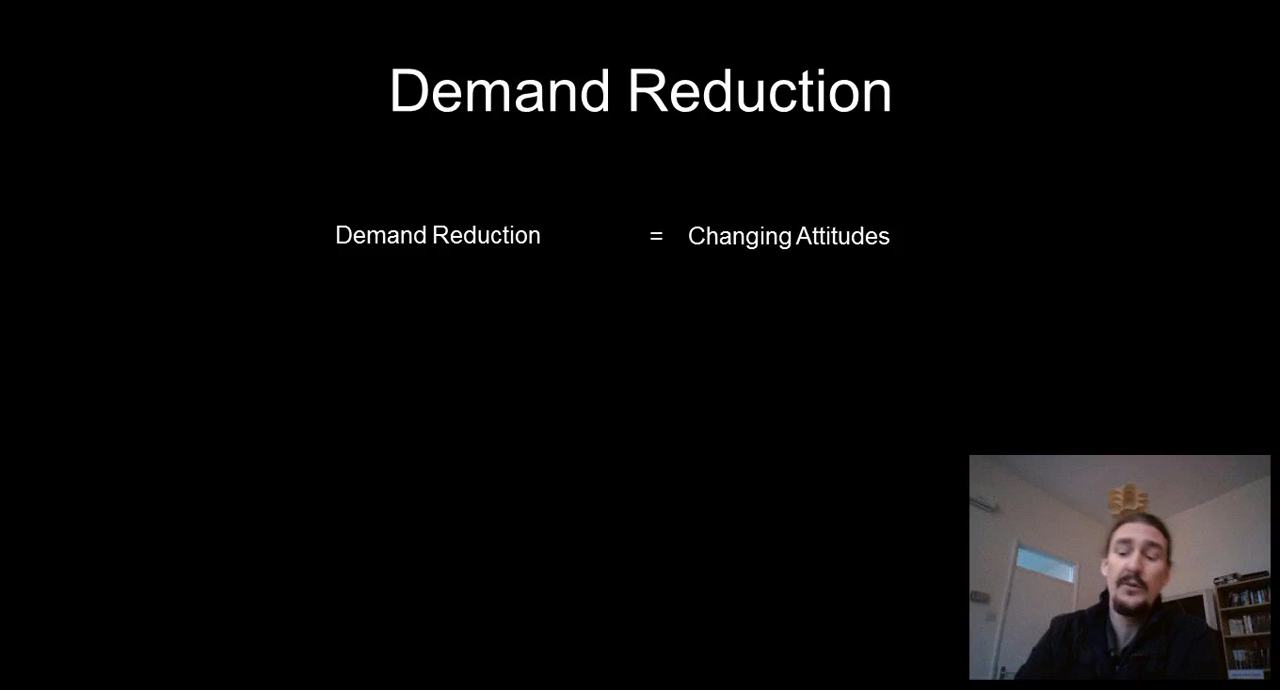 Demand Reduction
Demand Reduction = Changing Attitudes